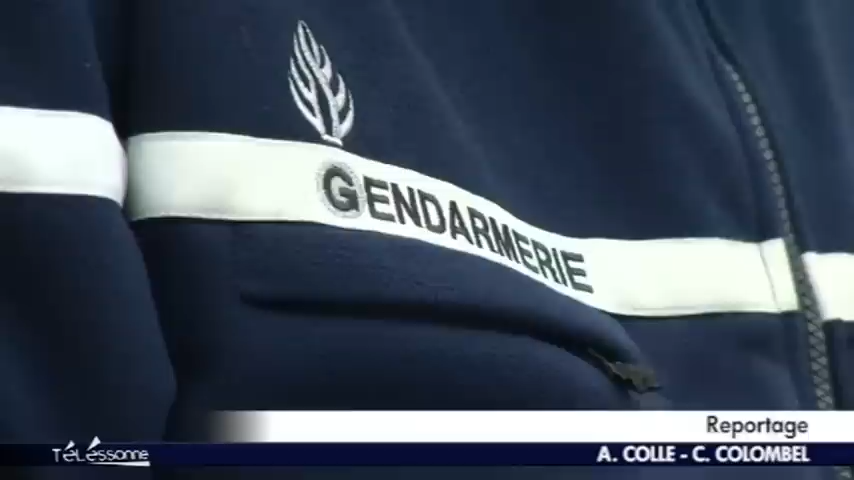 GENDARMERIE
Reportage
Téléssonne
A. COLLE - C. COLOMBEL